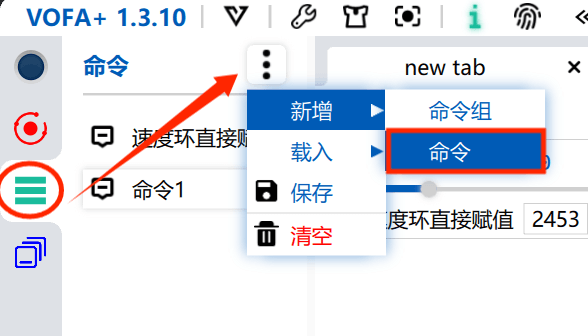 VOFA+ 1.3.10
命令
new tab
新增
命令组
速度环直接赋
载入
命令
命令1
保存
度环直接赋值 2453
清空